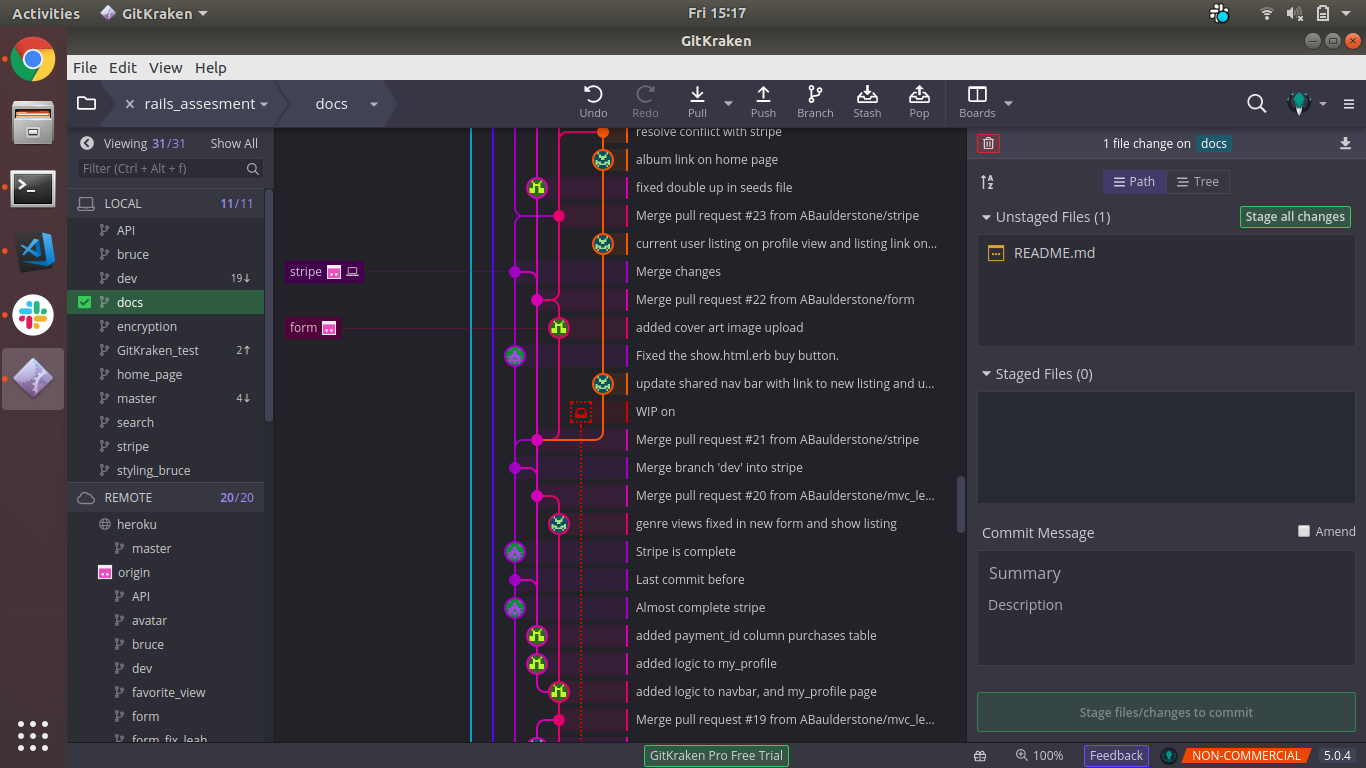 Activities
GitKraken
Fri 15:17
GitKraken
File Edit View Help
rails_assesment
docs
Undo
Redo
Pull
Push
Branch
Stash
Pop
Boards
Viewing 31/31
Show All
Filter (Ctrl + Alt + f)
LOCAL
11/11
API
bruce
dev
19↓
docs
encryption
GitKraken_test
2↑
home_page
master
4↓
search
stripe
styling_bruce
REMOTE
20/20
heroku
master
origin
API
avatar
bruce
dev
favorite_view
form
form_fix_leah
stripe
form
resolve conflict with stripe
album link on home page
fixed double up in seeds file
Merge pull request #23 from ABaulderstone/stripe
current user listing on profile view and listing link on...
Merge changes
Merge pull request #22 from ABaulderstone/form
added cover art image upload
Fixed the show.html.erb buy button.
update shared nav bar with link to new listing and u...
WIP on
Merge pull request #21 from ABaulderstone/stripe
Merge branch 'dev' into stripe
Merge pull request #20 from ABaulderstone/mvc_le...
genre views fixed in new form and show listing
Stripe is complete
Last commit before
Almost complete stripe
added payment_id column purchases table
added logic to my_profile
added logic to navbar, and my_profile page
Merge pull request #19 from ABaulderstone/mvc_le...
1 file change on docs
Path
Tree
Unstaged Files (1)
Stage all changes
README.md
Staged Files (0)
Commit Message
Amend
Summary
Description
Stage files/changes to commit
GitKraken Pro Free Trial
100%
Feedback
NON-COMMERCIAL
5.0.4